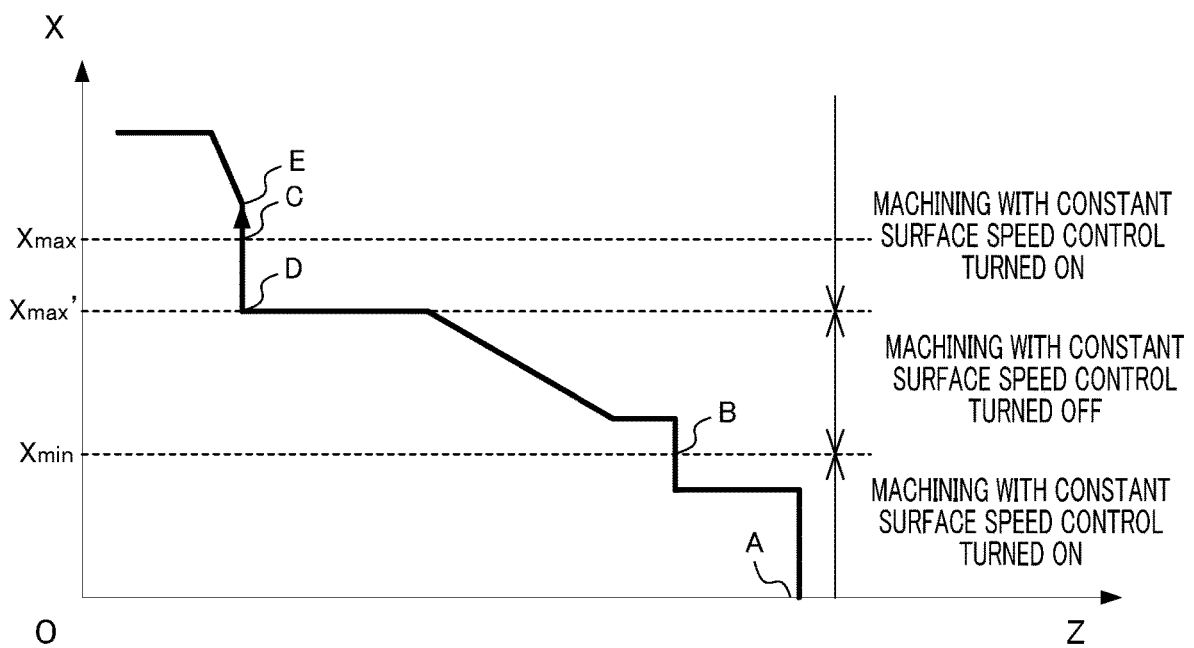 X
E
C
MACHINING WITH CONSTANT
SURFACE SPEED CONTROL
TURNED ON
Xmax
D
Xmax'
MACHINING WITH CONSTANT
SURFACE SPEED CONTROL
TURNED OFF
B
Xmin
MACHINING WITH CONSTANT
SURFACE SPEED CONTROL
TURNED ON
A
O
Z